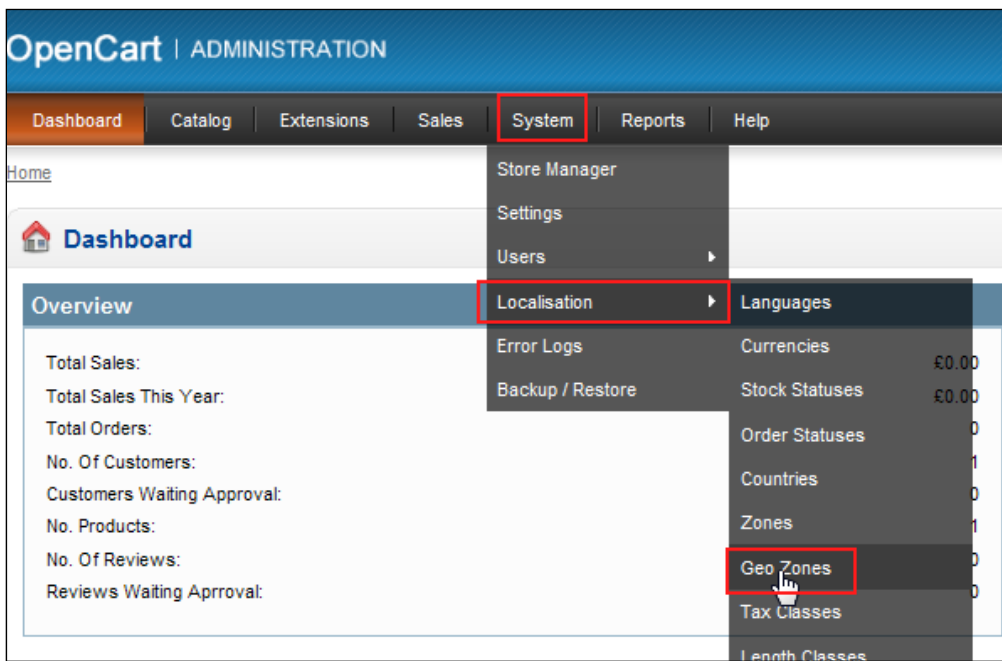 OpenCart | ADMINISTRATION
Dashboard Catalog Extensions Sales System Reports Help
Home
Store Manager
Settings
Dashboard
Users
Overview
Localisation
Languages
Error Logs
Currencies
Total Sales: £0.00
Backup / Restore
Stock Statuses
Total Sales This Year: £0.00
Total Orders: 0
Order Statuses
No. Of Customers: 1
Countries
Customers Waiting Approval: 0
No. Products: 1
Zones
No. Of Reviews: 0
Geo Zones
Reviews Waiting Aprroval: 0
Tax Classes
Length Classes